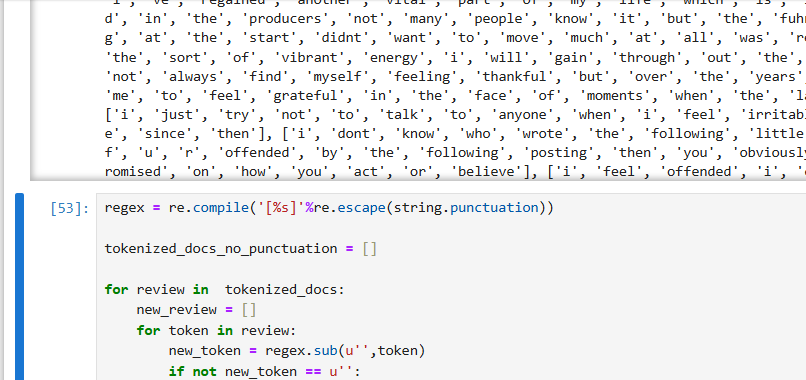 'i', 've', 'regained', 'another', 'vital', 'part', 'of', 'my', 'life', 'which', 'is',
d', 'in', 'the', 'producers', 'not', 'many', 'people', 'know', 'it', 'but', 'the', 'fuh
g', 'at', 'the', 'start', 'didnt', 'want', 'to', 'move', 'much', 'at', 'all', 'was', 'r
'the', 'sort', 'of', 'vibrant', 'energy', 'i', 'will', 'gain', 'through', 'out', 'the',
'not', 'always', 'find', 'myself', 'feeling', 'thankful', 'but', 'over', 'the', 'years'
'me', 'to', 'feel', 'grateful', 'in', 'the', 'face', 'of', 'moments', 'when', 'the', 'l
['i', 'just', 'try', 'not', 'to', 'talk', 'to', 'anyone', 'when', 'i', 'feel', 'irritab
e', 'since', 'then'], ['i', 'dont', 'know', 'who', 'wrote', 'the', 'following', 'little
f', 'u', 'r', 'offended', 'by', 'the', 'following', 'posting', 'then', 'you', 'obviously
romised', 'on', 'how', 'you', 'act', 'or', 'believe'], ['i', 'feel', 'offended', 'i', '
[53]: regex = re.compile('[%s]'%re.escape(string.punctuation))
tokenized_docs_no_punctuation = []
for review in  tokenized_docs:
    new_review = []
    for token in review:
        new_token = regex.sub(u'',token)
        if not new_token == u'':